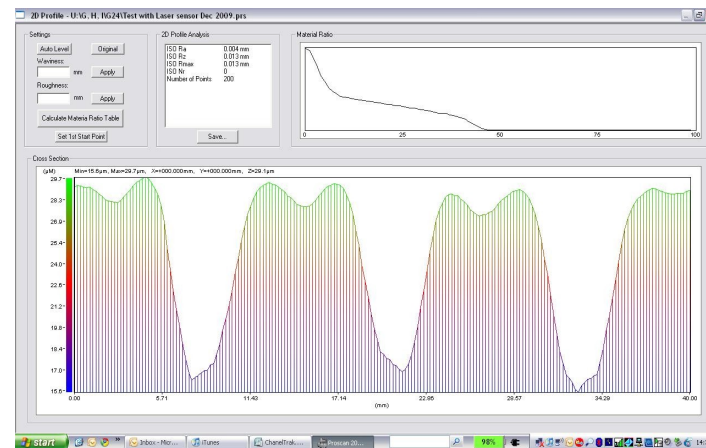 2D Profile - U:\G. H. I\G24\Test with Laser sensor Dec 2009.prs
Settings
Auto Level Original
Waviness:
mm Apply
Roughness:
mm Apply
Calculate Materia Ratio Table
Set 1st Start Point
2D Profile Analysis
ISO Ra 0.004 mm
ISO Rz 0.013 mm
ISO Rmax 0.013 mm
ISO Nr 0
Number of Points 200
Save...
Material Ratio
0 25 50 75 100
Cross Section
(µM) Min=15.6µm, Max=29.7µm, X=+000.000mm, Y=+000.000mm, Z=29.1µm
29.7
28.3
26.9
25.4
24.0
22.6
21.2
19.8
18.4
17.0
15.6
0.00 5.71 11.43 17.14 22.86 28.57 34.29 40.00
(mm)
start Inbox - Micr... iTunes ChanelTrak.... Proscan 20... 98% 14: